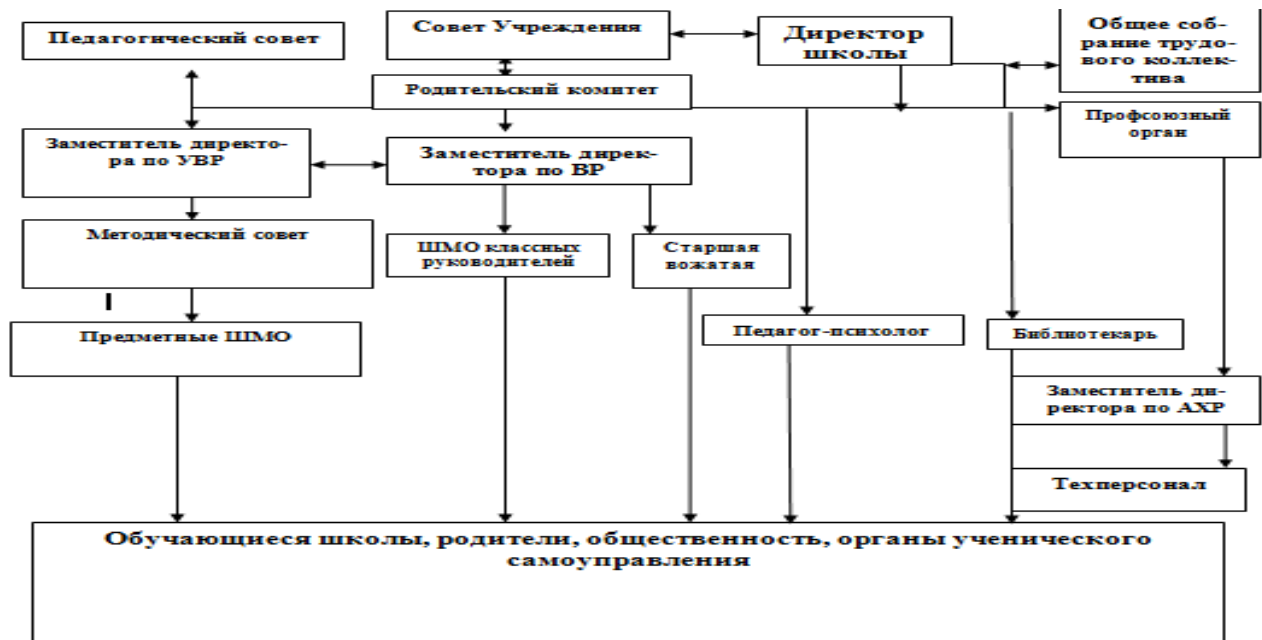 Педагогический совет
Совет Учреждения
Директор
школы
Общее соб-
рание трудо-
вого коллек-
тива
Родительский комитет
Профсоюзный
орган
Заместитель директо-
ра по УВР
Заместитель дирек-
тора по ВР
Методический совет
ШМО классных
руководителей
Старшая
вожатая
Предметные ШМО
Педагог-психолог
Библиотекарь
Заместитель ди-
ректора по АХР
Техперсонал
Обучающиеся школы, родители, общественность, органы ученического
самоуправления